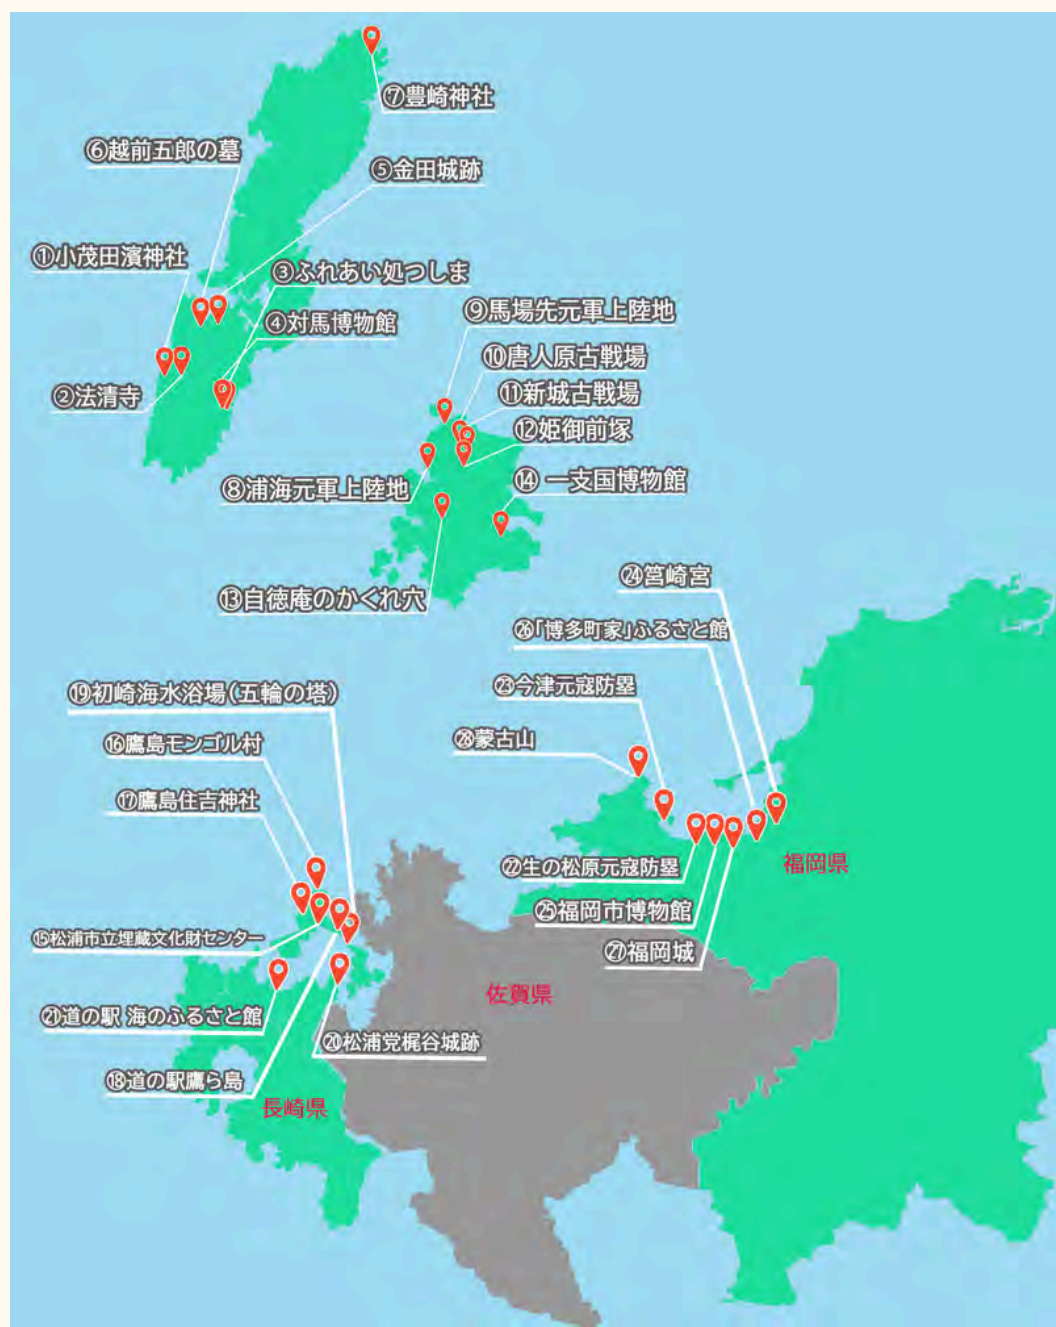 ⑦豊崎神社
⑥越前五郎の墓
⑤金田城跡
①小茂田濱神社
③ふれあい処つしま
④対馬博物館
②法清寺
⑨馬場先元軍上陸地
⑩唐人原古戦場
⑪新城古戦場
⑫姫御前塚
⑧浦海元軍上陸地
⑭ 一支国博物館
⑬自徳庵のかくれ穴
㉔筥崎宮
㉖「博多町家」ふるさと館
㉓今津元寇防塁
㉘蒙古山
⑲初崎海水浴場(五輪の塔)
⑯鷹島モンゴル村
⑰鷹島住吉神社
㉒生の松原元寇防塁
福岡県
㉕福岡市博物館
⑮松浦市立埋蔵文化財センター
㉗福岡城
佐賀県
㉑道の駅 海のふるさと館
⑳松浦党梶谷城跡
⑱道の駅鷹ら島
長崎県